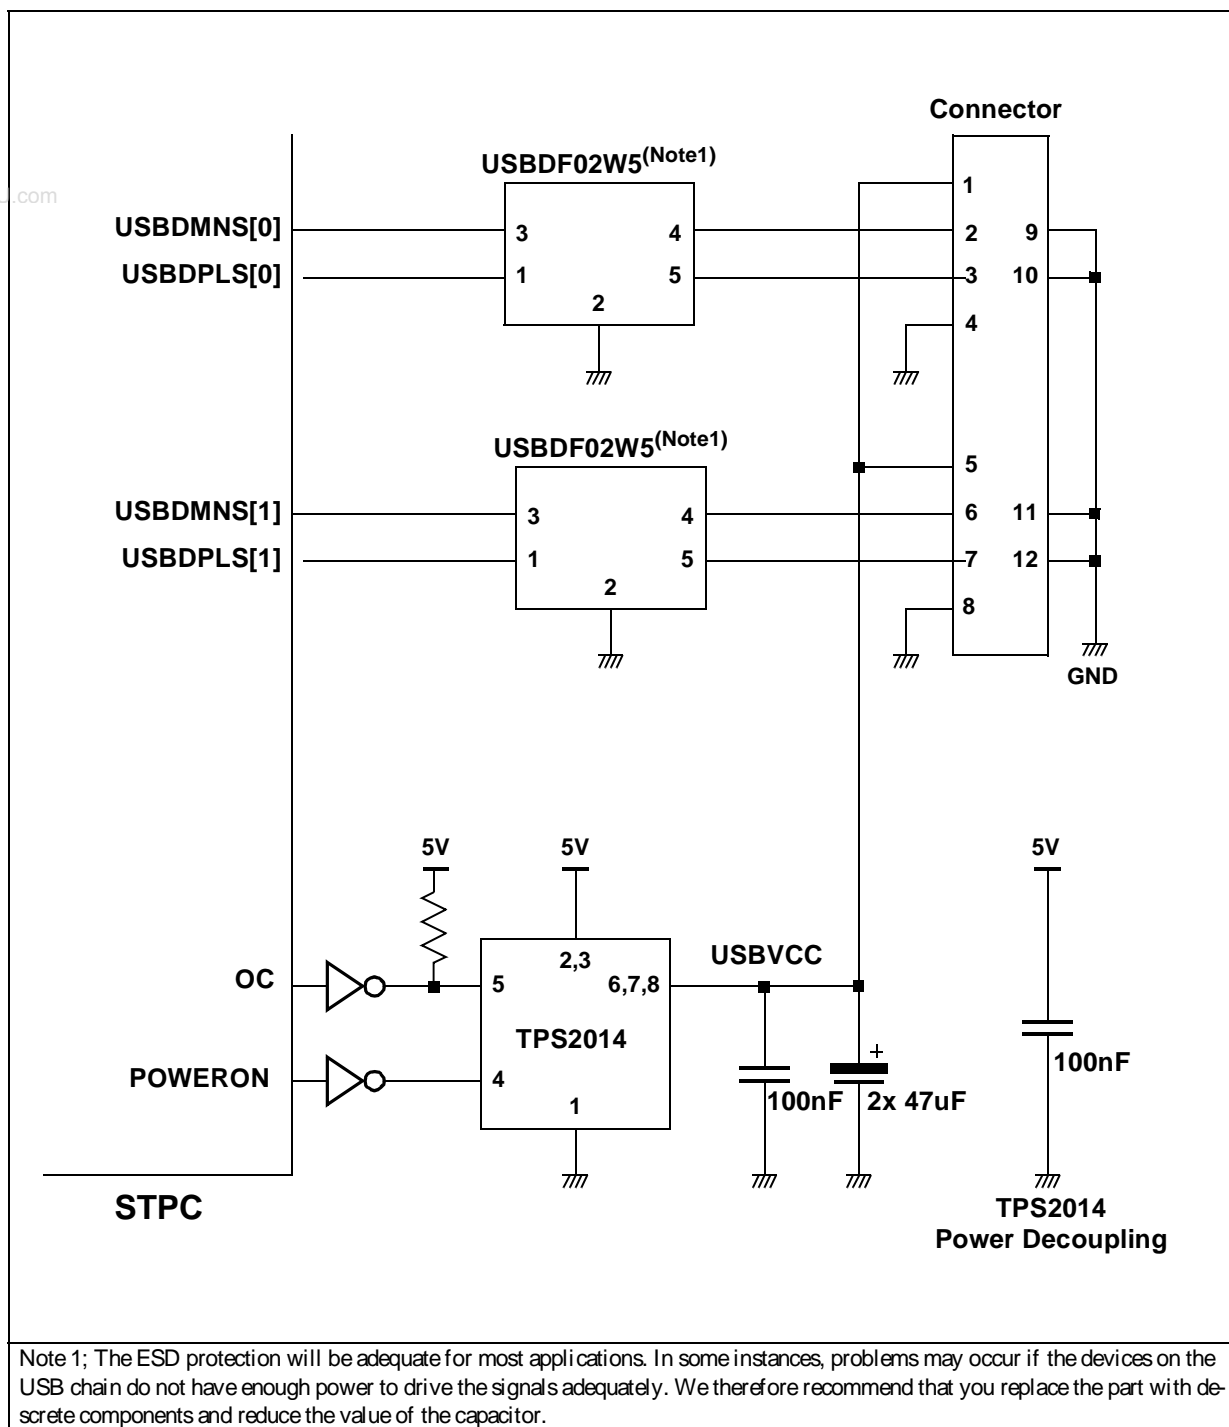 Connector
USBDF02W5(Note1)
1
U.com
USBDMNS[0]
3
4
2
9
USBDPLS[0]
1
5
3
10
2
4
USBDF02W5(Note1)
5
USBDMNS[1]
3
4
6
11
USBDPLS[1]
1
5
7
12
2
8
GND
5V
5V
5V
2,3
USBVCC
OC
5
6,7,8
TPS2014
+
100nF
POWERON
4
1
100nF
2x 47uF
STPC
TPS2014
Power Decoupling
Note 1; The ESD protection will be adequate for most applications. In some instances, problems may occur if the devices on the
USB chain do not have enough power to drive the signals adequately. We therefore recommend that you replace the part with de-
screte components and reduce the value of the capacitor.